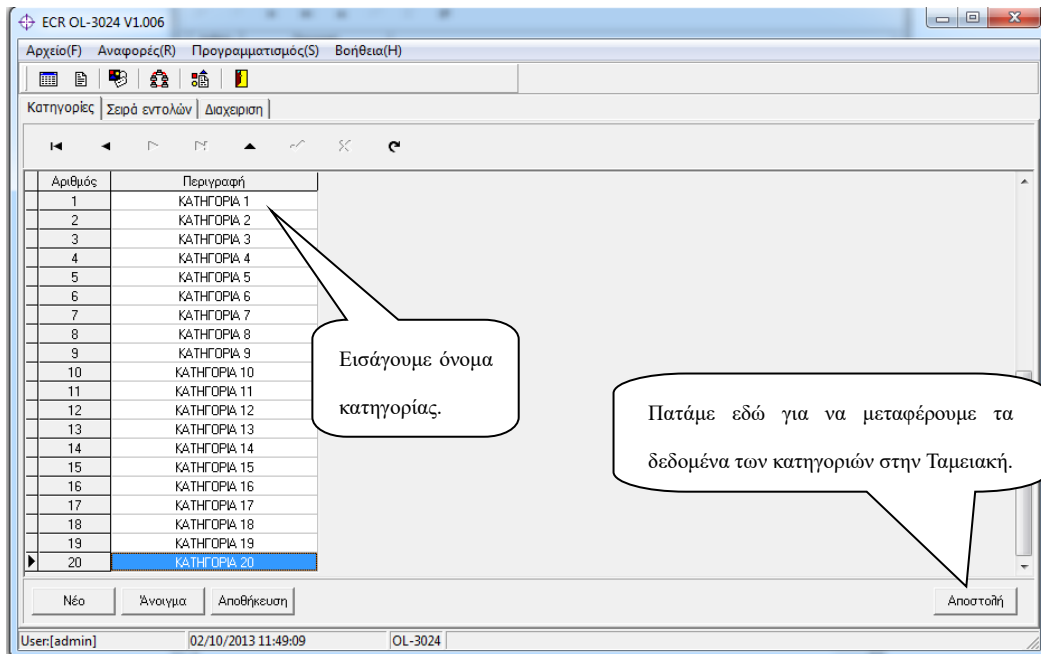 ECR OL-3024 V1.006
Αρχείο(F) Αναφορές(R) Προγραμματισμός(S) Βοήθεια(H)
Κατηγορίες Σειρά εντολών Διαχειριση
Αριθμός Περιγραφή
1 ΚΑΤΗΓΟΡΙΑ 1
2 ΚΑΤΗΓΟΡΙΑ 2
3 ΚΑΤΗΓΟΡΙΑ 3
4 ΚΑΤΗΓΟΡΙΑ 4
5 ΚΑΤΗΓΟΡΙΑ 5
6 ΚΑΤΗΓΟΡΙΑ 6
7 ΚΑΤΗΓΟΡΙΑ 7
8 ΚΑΤΗΓΟΡΙΑ 8
9 ΚΑΤΗΓΟΡΙΑ 9
10 ΚΑΤΗΓΟΡΙΑ 10
11 ΚΑΤΗΓΟΡΙΑ 11
12 ΚΑΤΗΓΟΡΙΑ 12
13 ΚΑΤΗΓΟΡΙΑ 13
14 ΚΑΤΗΓΟΡΙΑ 14
15 ΚΑΤΗΓΟΡΙΑ 15
16 ΚΑΤΗΓΟΡΙΑ 16
17 ΚΑΤΗΓΟΡΙΑ 17
18 ΚΑΤΗΓΟΡΙΑ 18
19 ΚΑΤΗΓΟΡΙΑ 19
20 ΚΑΤΗΓΟΡΙΑ 20
Εισάγουμε όνομα
κατηγορίας.
Πατάμε εδώ για να μεταφέρουμε τα
δεδομένα των κατηγοριών στην Ταμειακή.
Νέο Άνοιγμα Αποθήκευση Αποστολή
User:[admin] 02/10/2013 11:49:09 OL-3024